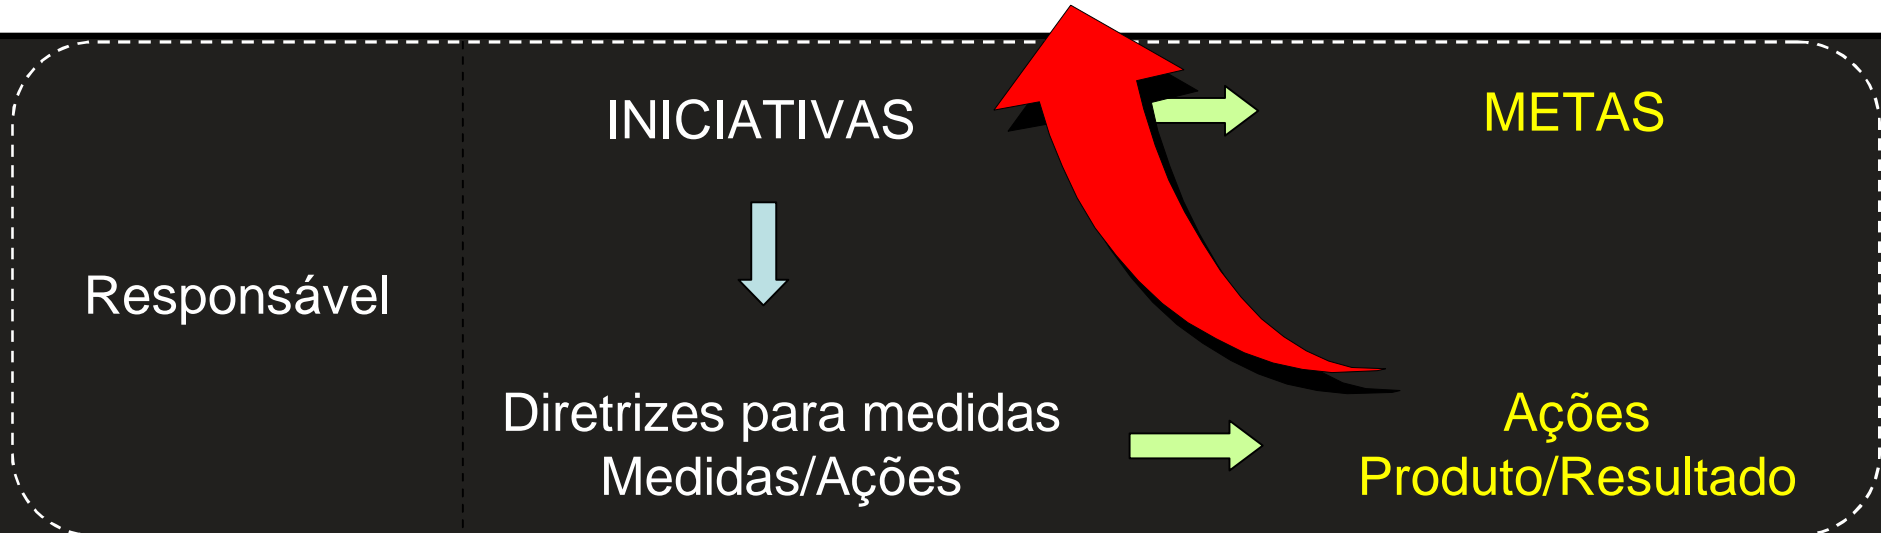 INICIATIVAS
METAS
Responsável
Diretrizes para medidas
Medidas/Ações
Ações
Produto/Resultado